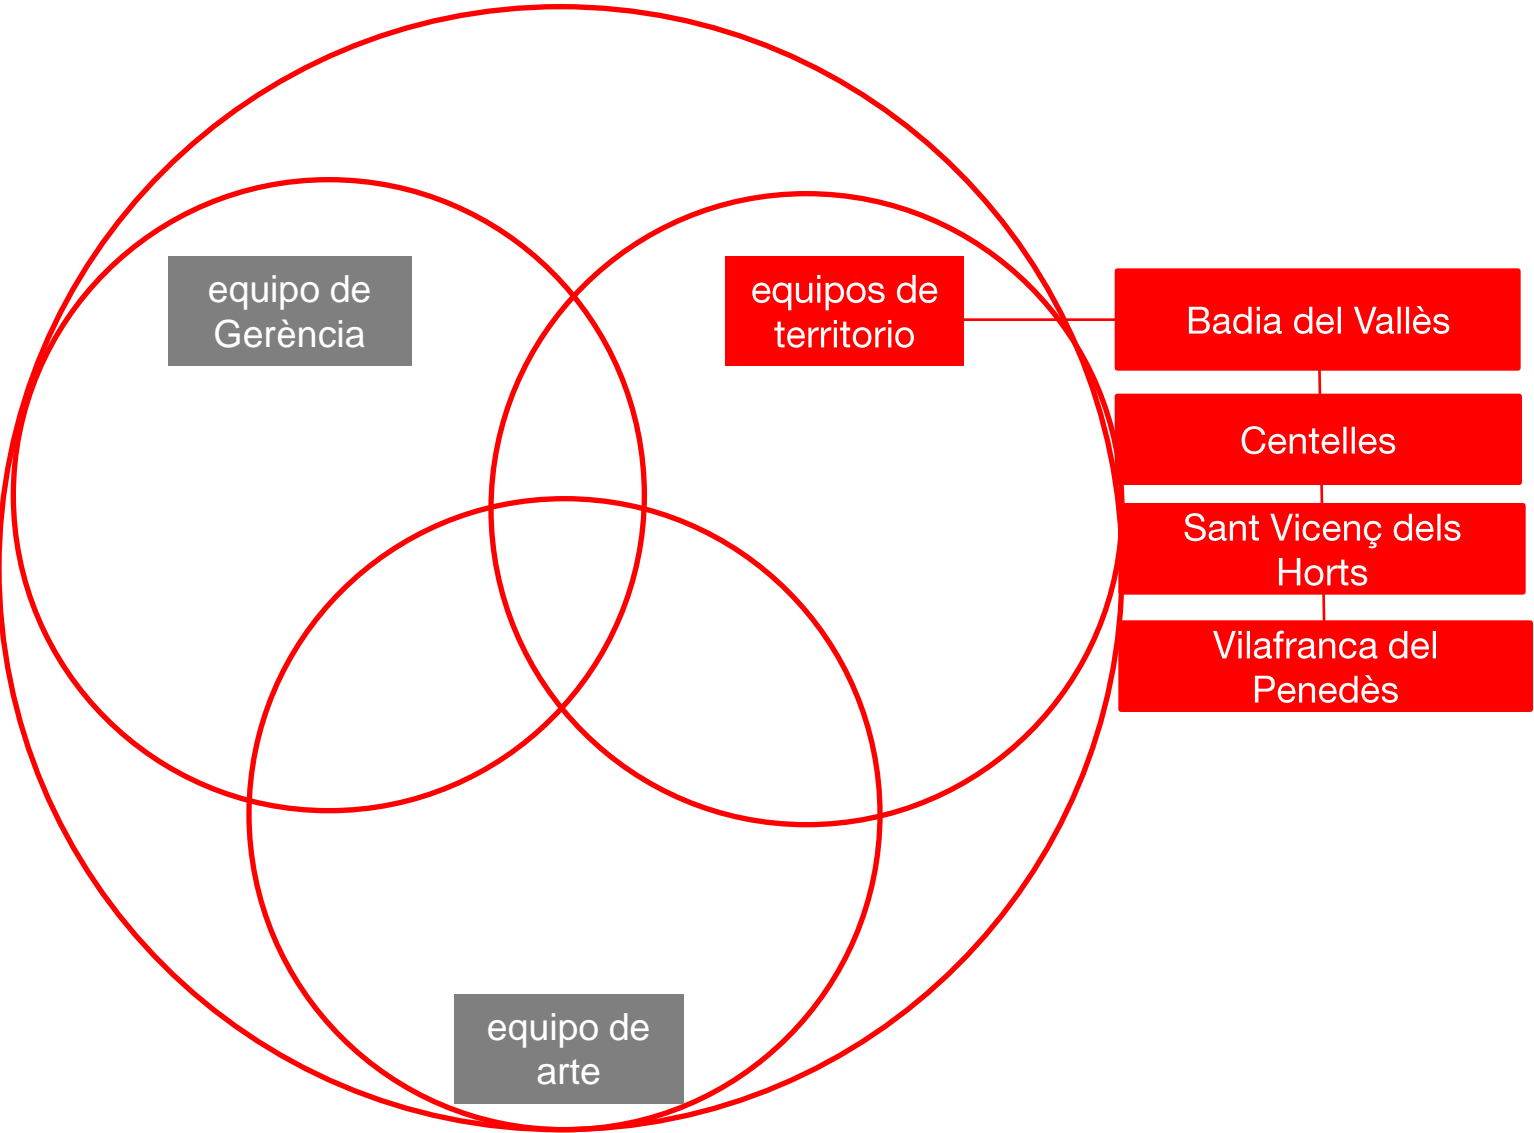 equipo de
Gerència
equipos de
territorio
Badia del Vallès
Centelles
Sant Vicenç dels
Horts
Vilafranca del
Penedès
equipo de
arte